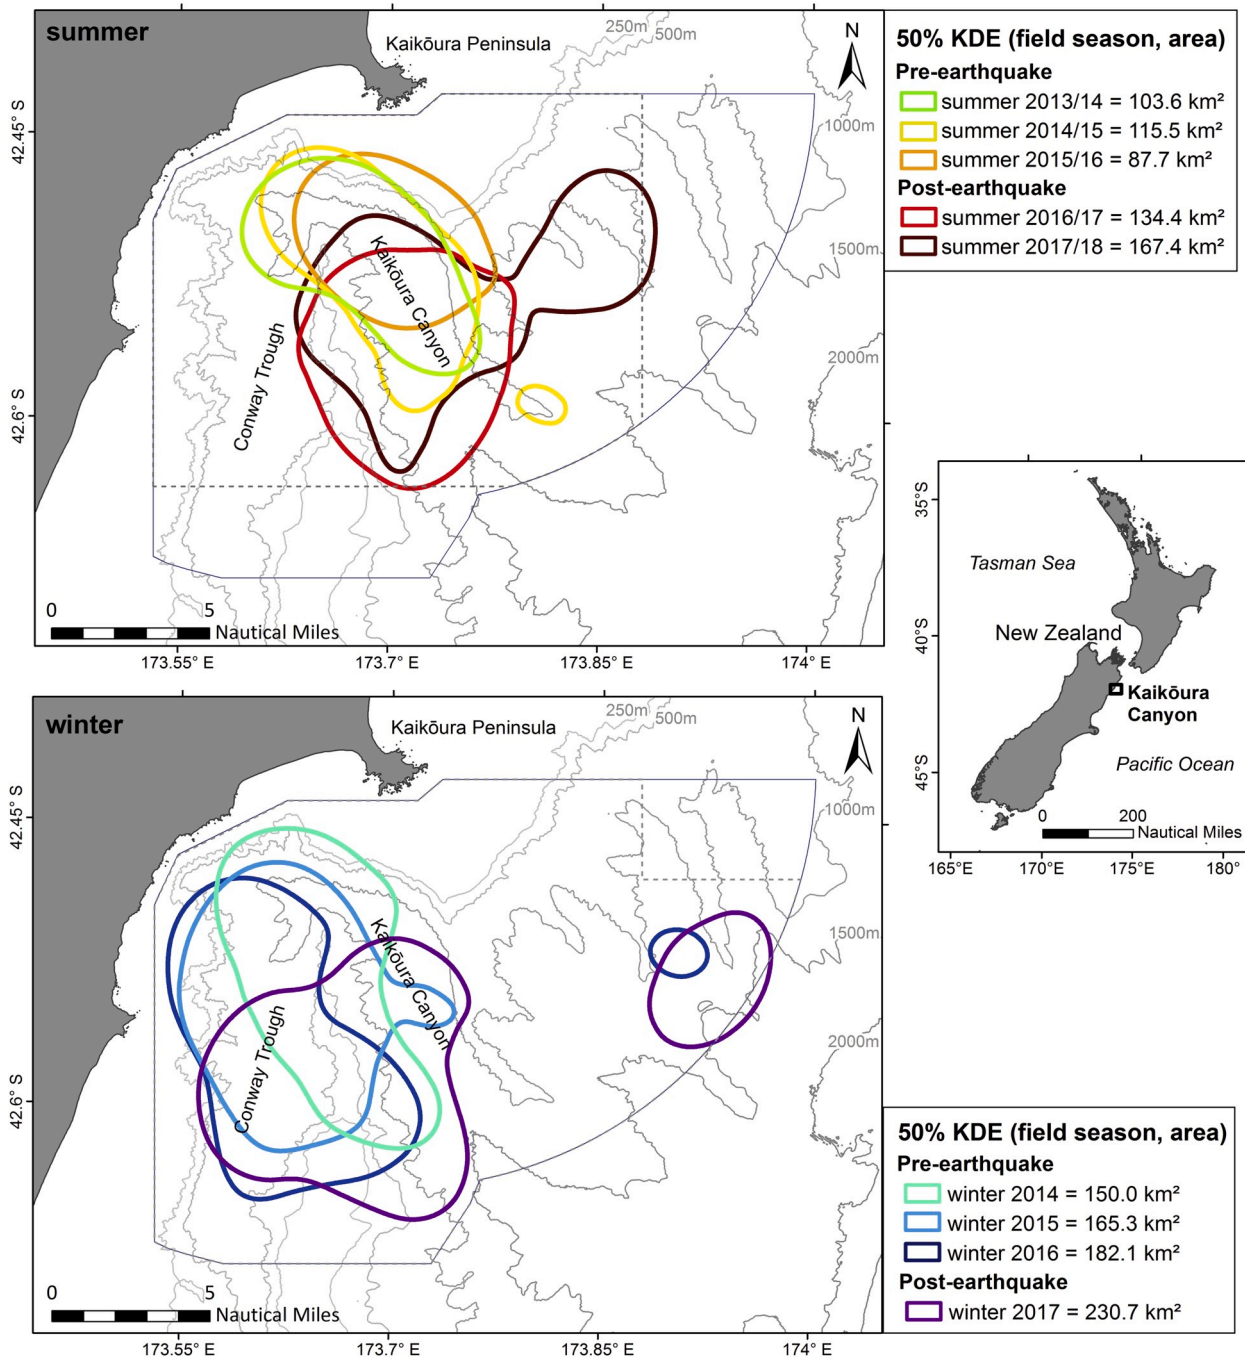 summer
Kaikōura Peninsula
250m
500m
N
1000m
1500m
2000m
Kaikōura Canyon
Conway Trough
42.45° S
42.6° S
0 5
Nautical Miles
173.55° E 173.7° E 173.85° E 174° E
50% KDE (field season, area)
Pre-earthquake
summer 2013/14 = 103.6 km²
summer 2014/15 = 115.5 km²
summer 2015/16 = 87.7 km²
Post-earthquake
summer 2016/17 = 134.4 km²
summer 2017/18 = 167.4 km²
35°S
40°S
45°S
Tasman Sea
New Zealand
Kaikōura
Canyon
Pacific Ocean
0 200
Nautical Miles
165°E 170°E 175°E 180°
winter
Kaikōura Peninsula
250m
500m
N
1000m
1500m
2000m
Kaikōura Canyon
Conway Trough
42.45° S
42.6° S
0 5
Nautical Miles
173.55° E 173.7° E 173.85° E 174° E
50% KDE (field season, area)
Pre-earthquake
winter 2014 = 150.0 km²
winter 2015 = 165.3 km²
winter 2016 = 182.1 km²
Post-earthquake
winter 2017 = 230.7 km²